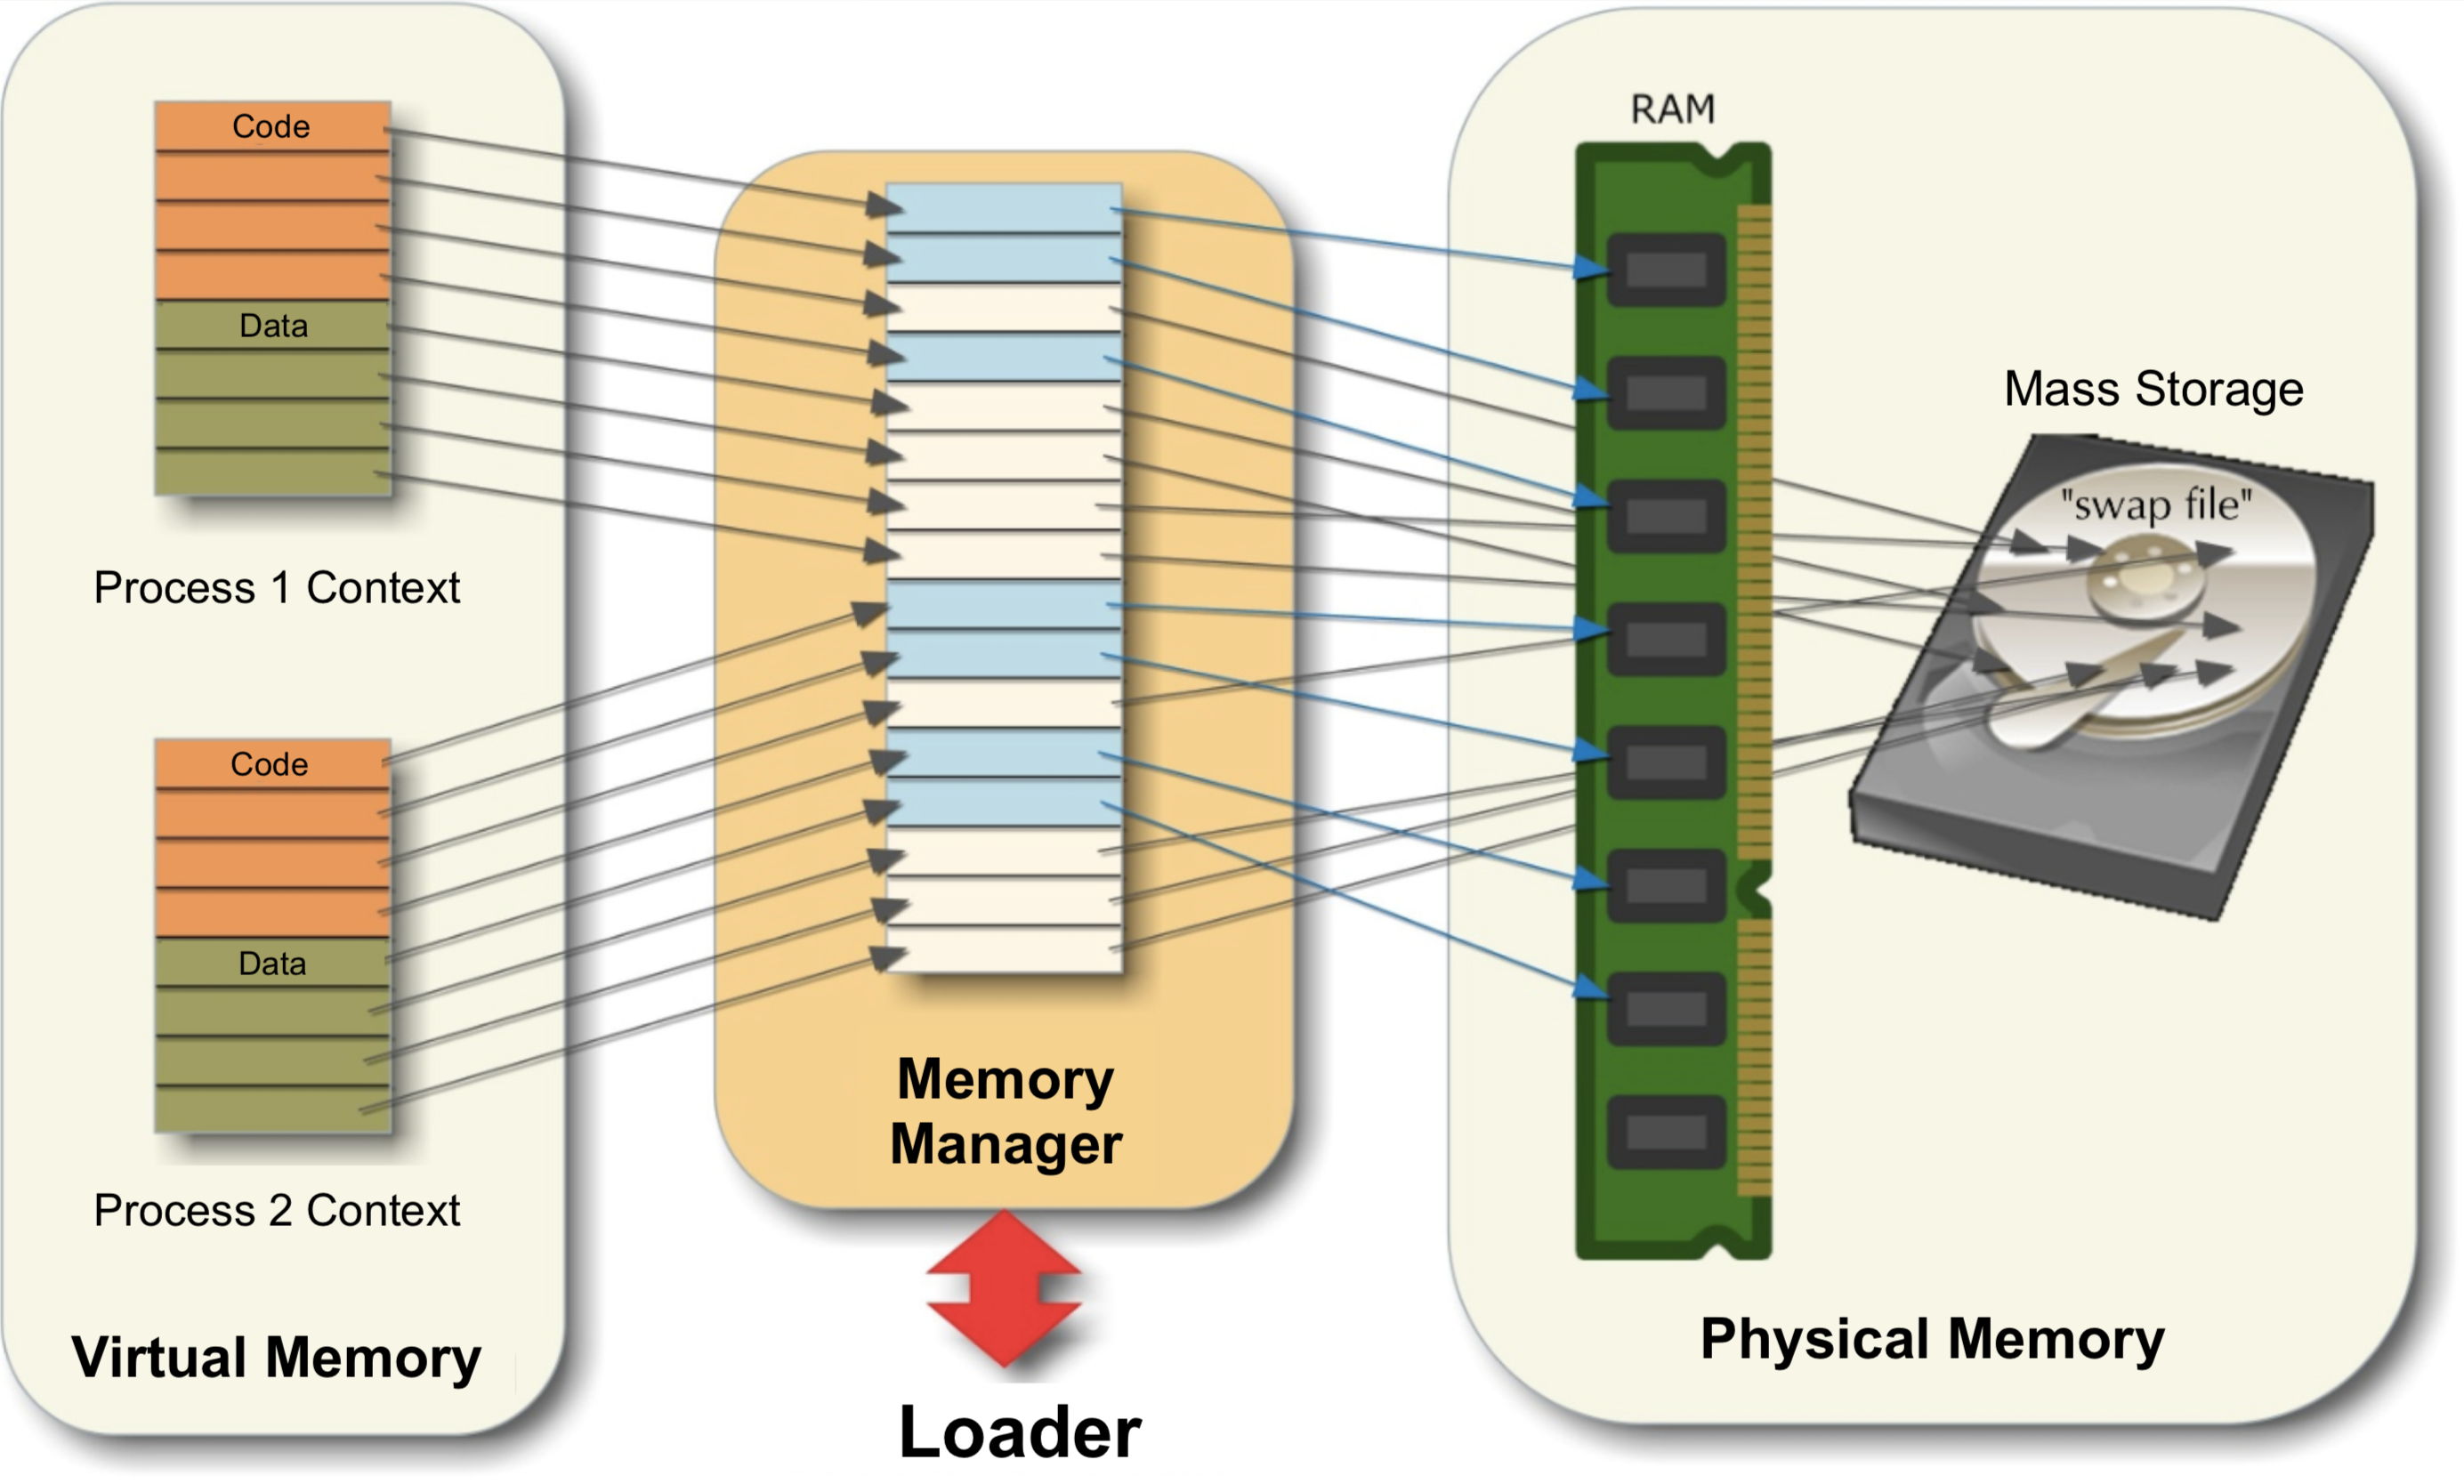 Code
Data
Process 1 Context
Code
Data
Process 2 Context
Virtual Memory
Memory
Manager
Loader
RAM
Mass Storage
"swap file"
Physical Memory